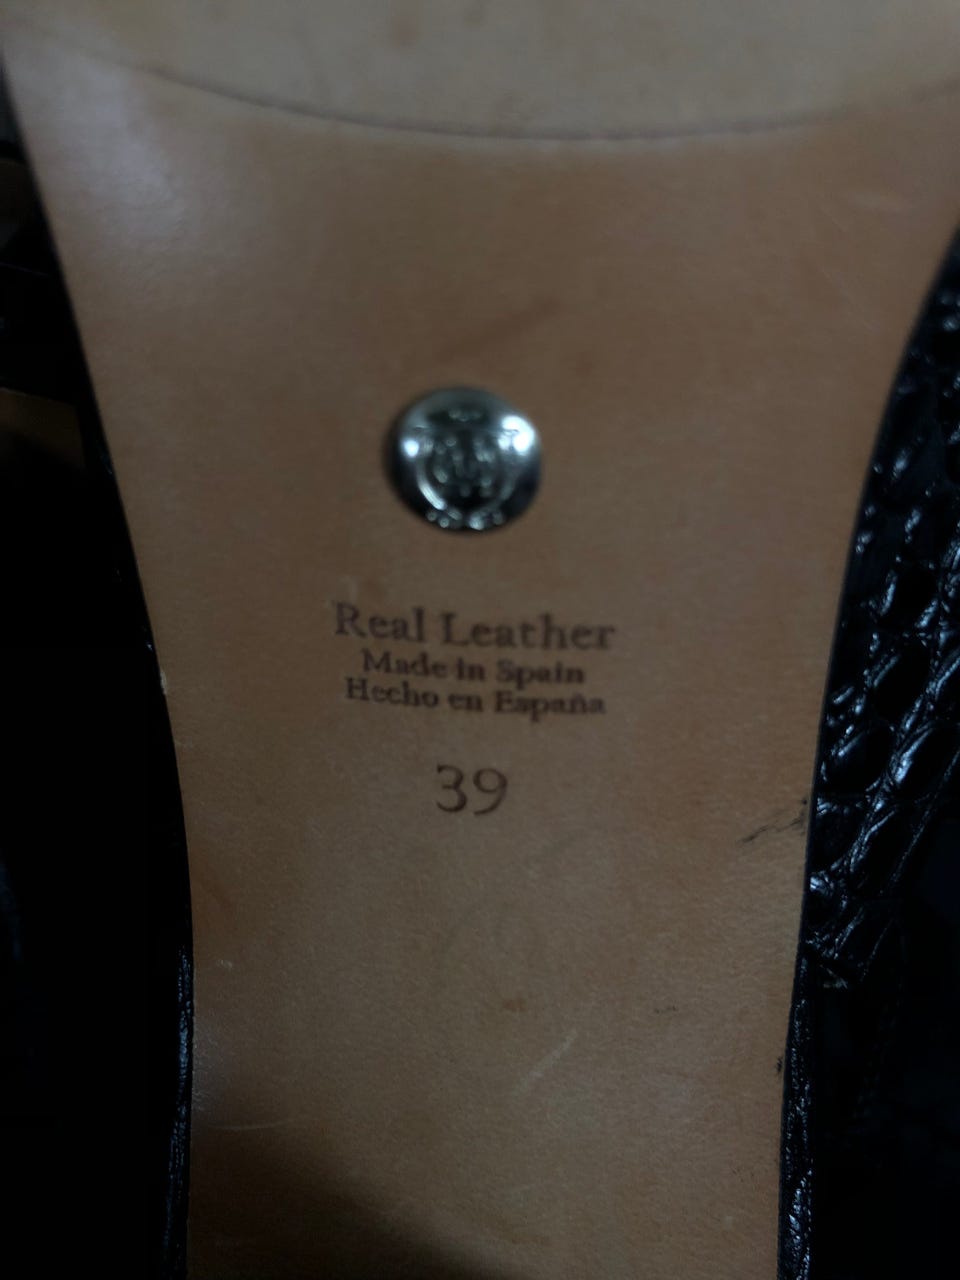 Real Leather
Made in Spain
Hecho en España
39